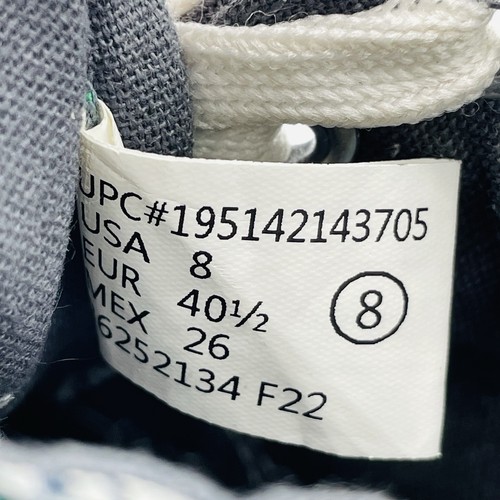 UPC#195142143705
USA 8
EUR 40½
MEX 26
8
6252134 F22